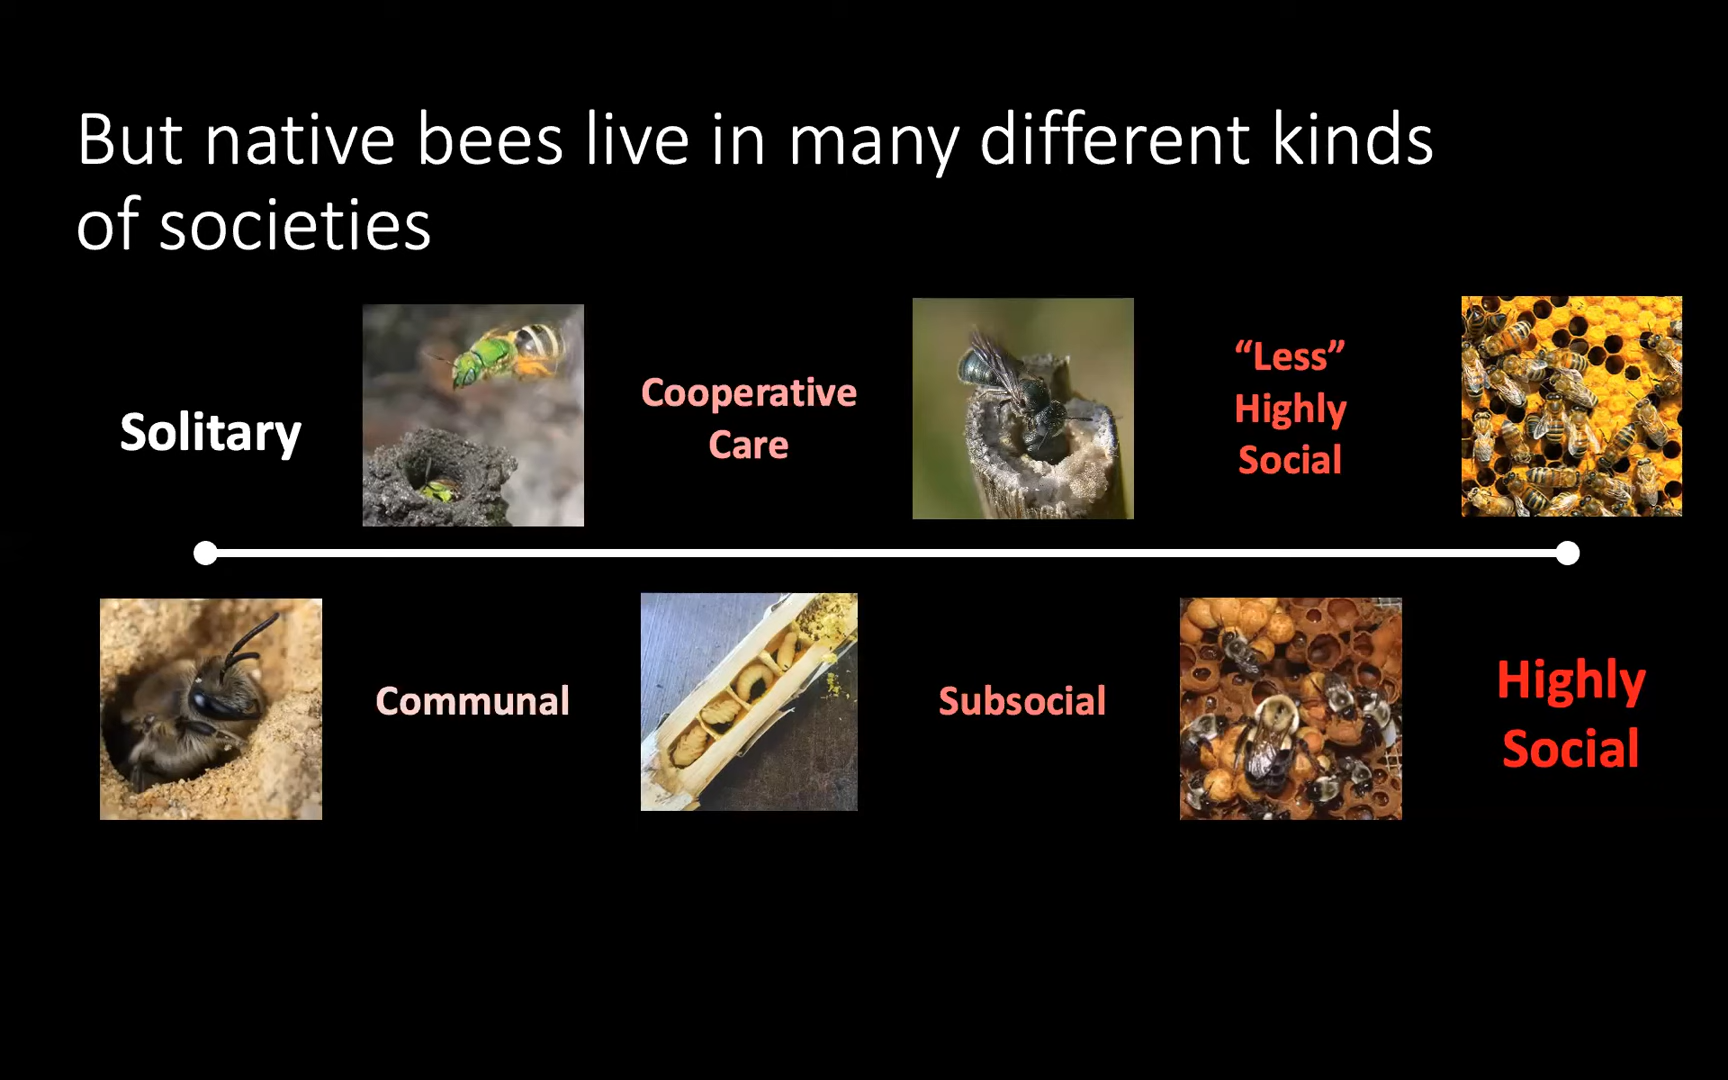 But native bees live in many different kinds
of societies
Solitary
Communal
Cooperative
Care
Subsocial
“Less”
Highly
Social
Highly
Social